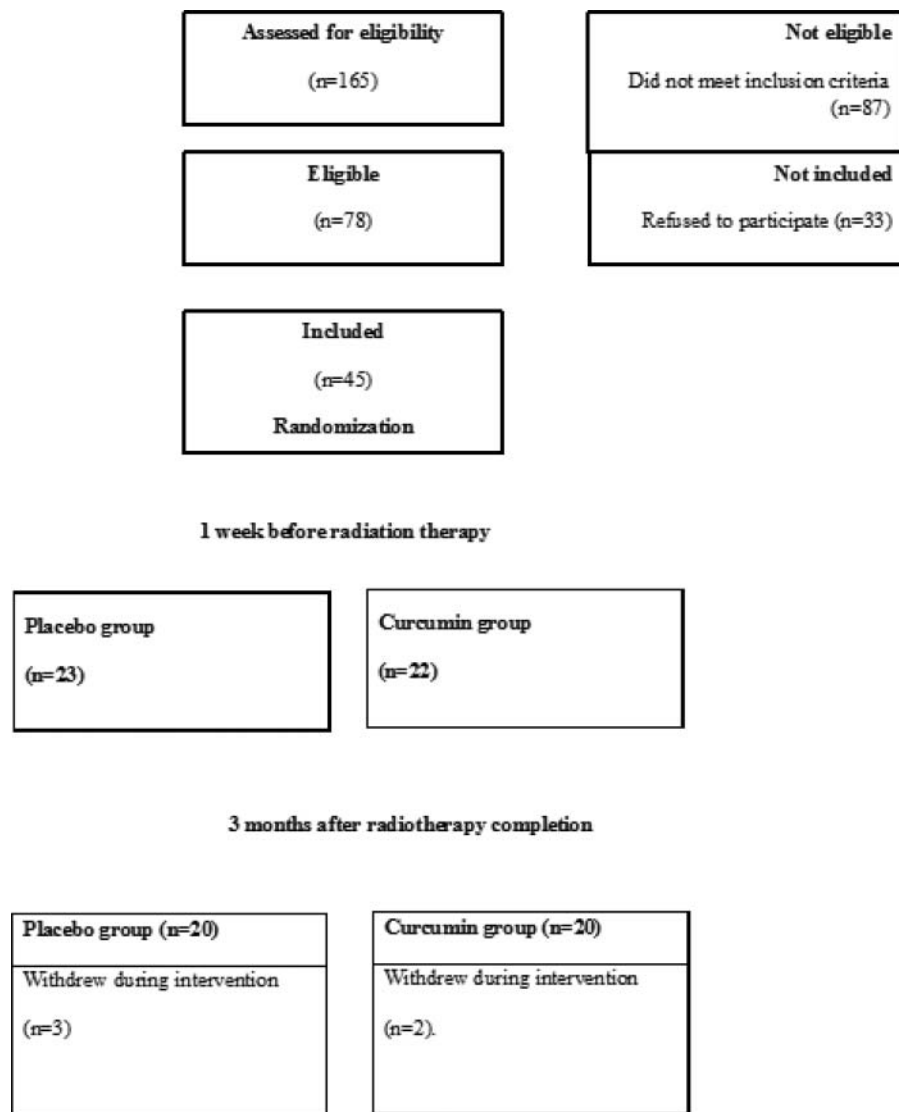 Assessed for eligibility
(n=165)
Not eligible
Did not meet inclusion criteria
(n=87)
Eligible
(n=78)
Not included
Refused to participate (n=33)
Included
(n=45)
Randomization
1 week before radiation therapy
Placebo group
(n=23)
Curcumin group
(n=22)
3 months after radiotherapy completion
Placebo group (n=20)
Withdrew during intervention
(n=3)
Curcumin group (n=20)
Withdrew during intervention
(n=2).